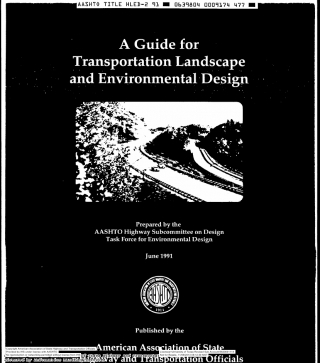 AASHTO TITLE HLED-2 91 0639804 0009174 477
A Guide for
Transportation Landscape
and Environmental Design
Prepared by the
AASHTO Highway Subcommittee on Design
Task Force for Environmental Design
June 1991
Published by the
American Association of State
Highway and Transportation Officials